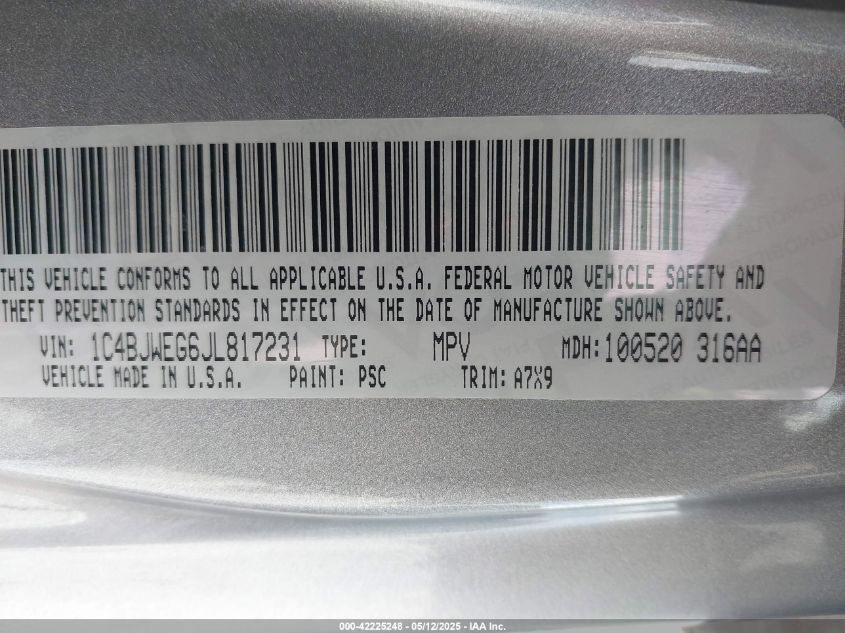 THIS VEHICLE CONFORMS TO ALL APPLICABLE U.S.A. FEDERAL MOTOR VEHICLE SAFETY AND
THEFT PREVENTION STANDARDS IN EFFECT ON THE DATE OF MANUFACTURE SHOWN ABOVE.
VIN: 1C4BJWEG6JL817231 TYPE: MPV MDH:100520 316AA
VEHICLE MADE IN U.S.A. PAINT: PSC TRIM: A7X9
000-42225248 - 05/12/2025 - IAA Inc.